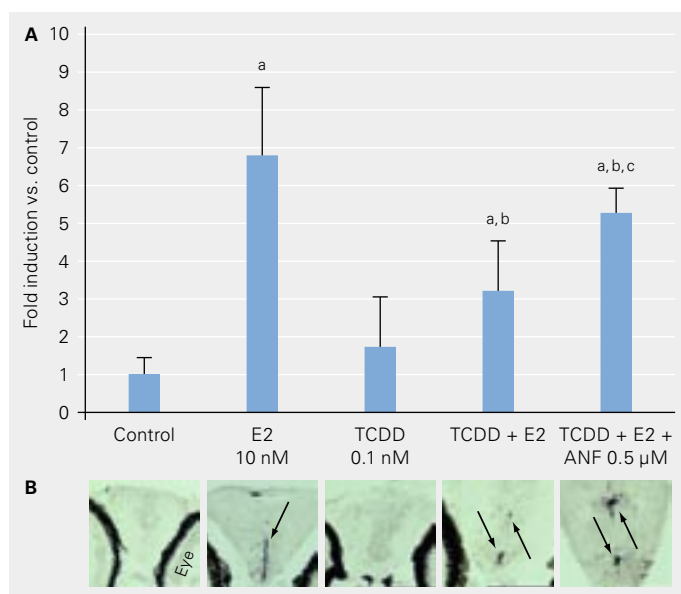 A
10
9
8
7
6
5
4
3
2
1
0
Fold induction vs. control
a
a, b
a, b, c
Control
E2
10 nM
TCDD
0.1 nM
TCDD + E2
TCDD + E2 +
ANF 0.5 µM
B
Eye